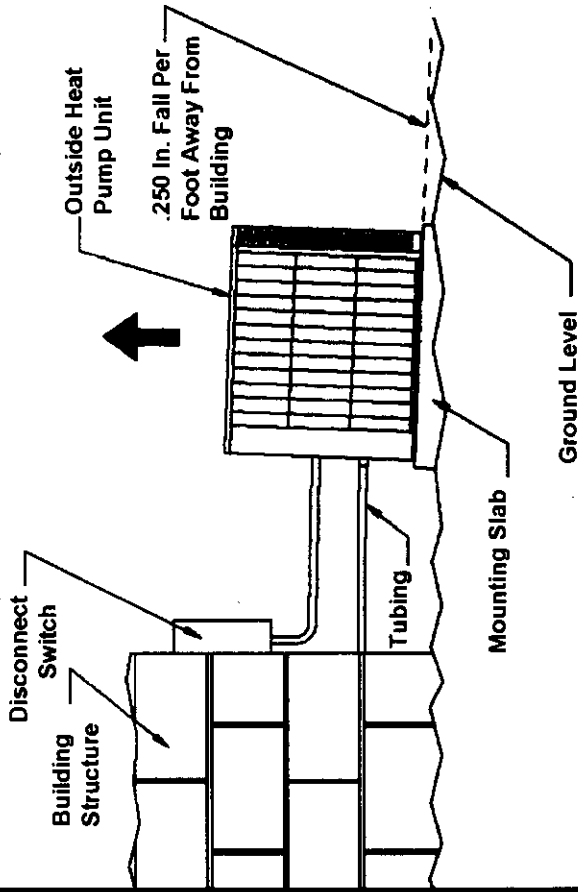 Disconnect
Switch
Building
Structure
Outside Heat
Pump Unit
.250 In. Fall Per
Foot Away From
Building
Tubing
Mounting Slab
Ground Level